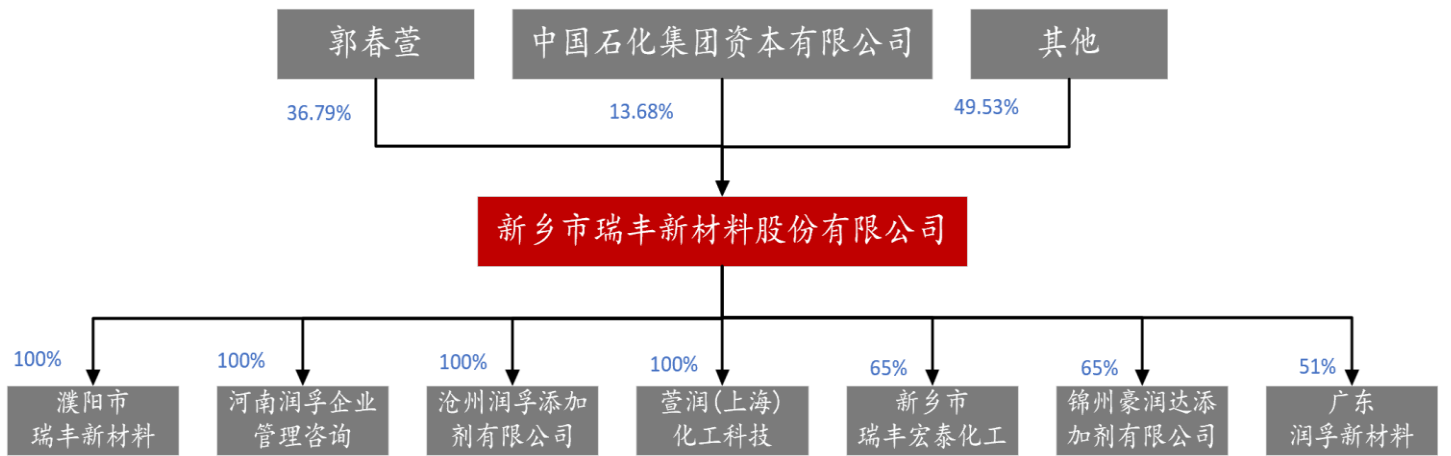 郭春萱
中国石化集团资本有限公司
其他
36.79%
13.68%
49.53%
新乡市瑞丰新材料股份有限公司
100%
100%
100%
100%
65%
65%
51%
濮阳市
瑞丰新材料
河南润孚企业
管理咨询
沧州润孚添加
剂有限公司
萱润(上海)
化工科技
新乡市
瑞丰宏泰化工
锦州豪润达添
加剂有限公司
广东
润孚新材料